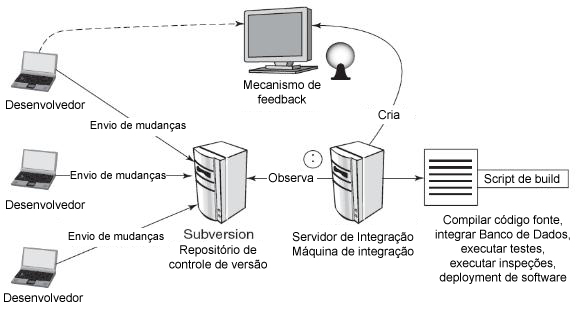 Mecanismo de
feedback
Desenvolvedor
Cria
Envio de mudanças
Envio de mudanças
Observa
:
Script de build
Desenvolvedor
Envio de mudanças
Subversion
Repositório de
controle de versão
Servidor de Integração
Máquina de integração
Compilar código fonte,
integrar Banco de Dados,
executar testes,
executar inspeções,
deployment de software
Desenvolvedor